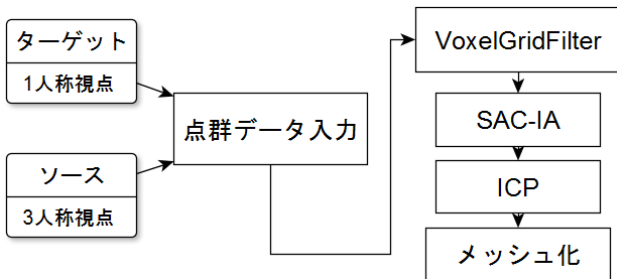 ターゲット
1人称視点
ソース
3人称視点
点群データ入力
VoxelGridFilter
SAC-IA
ICP
メッシュ化